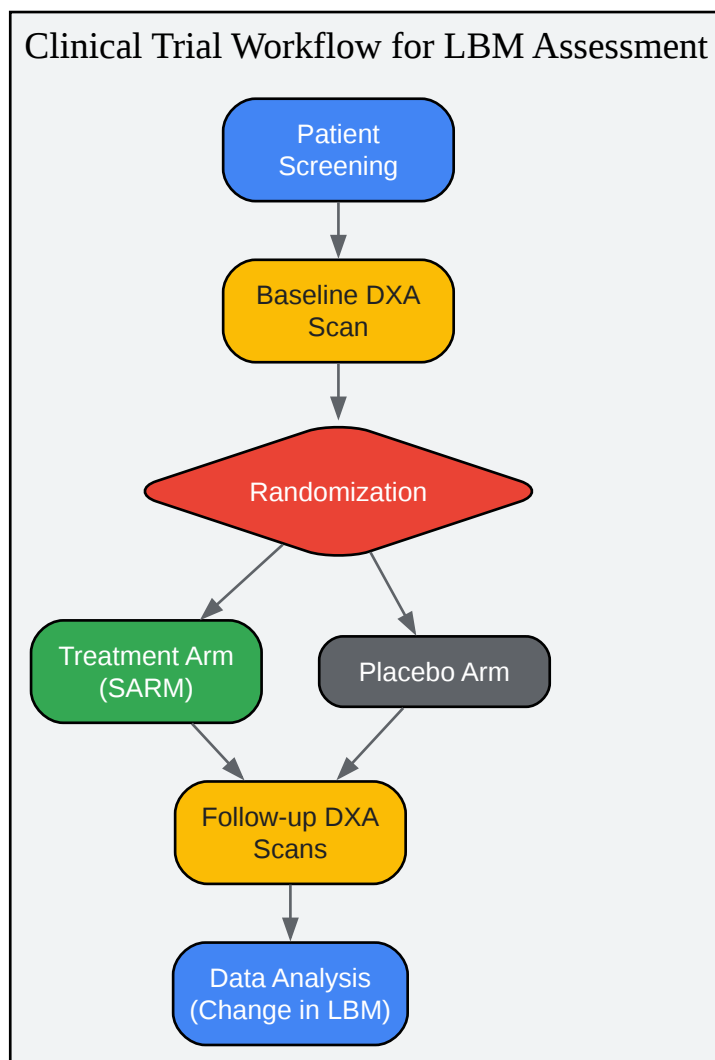 Clinical Trial Workflow for LBM Assessment
Patient
Screening
Baseline DXA
Scan
Randomization
Treatment Arm
(SARM)
Placebo Arm
Follow-up DXA
Scans
Data Analysis
(Change in LBM)